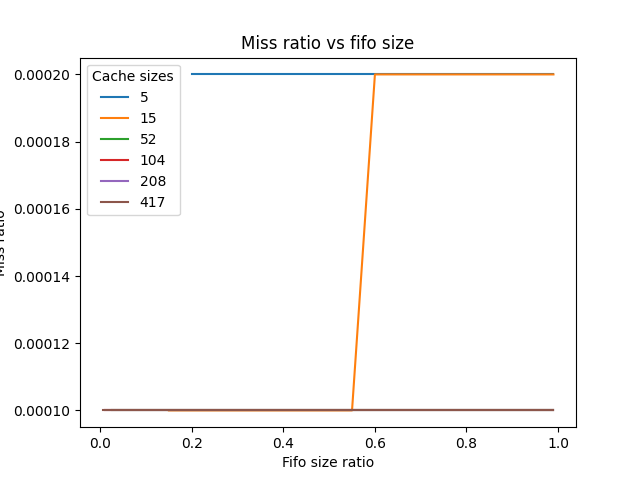 Miss ratio vs fifo size
Cache sizes
5
15
52
104
208
417
0.00020
0.00018
0.00016
0.00014
0.00012
0.00010
Miss ratio
0.0 0.2 0.4 0.6 0.8 1.0
Fifo size ratio